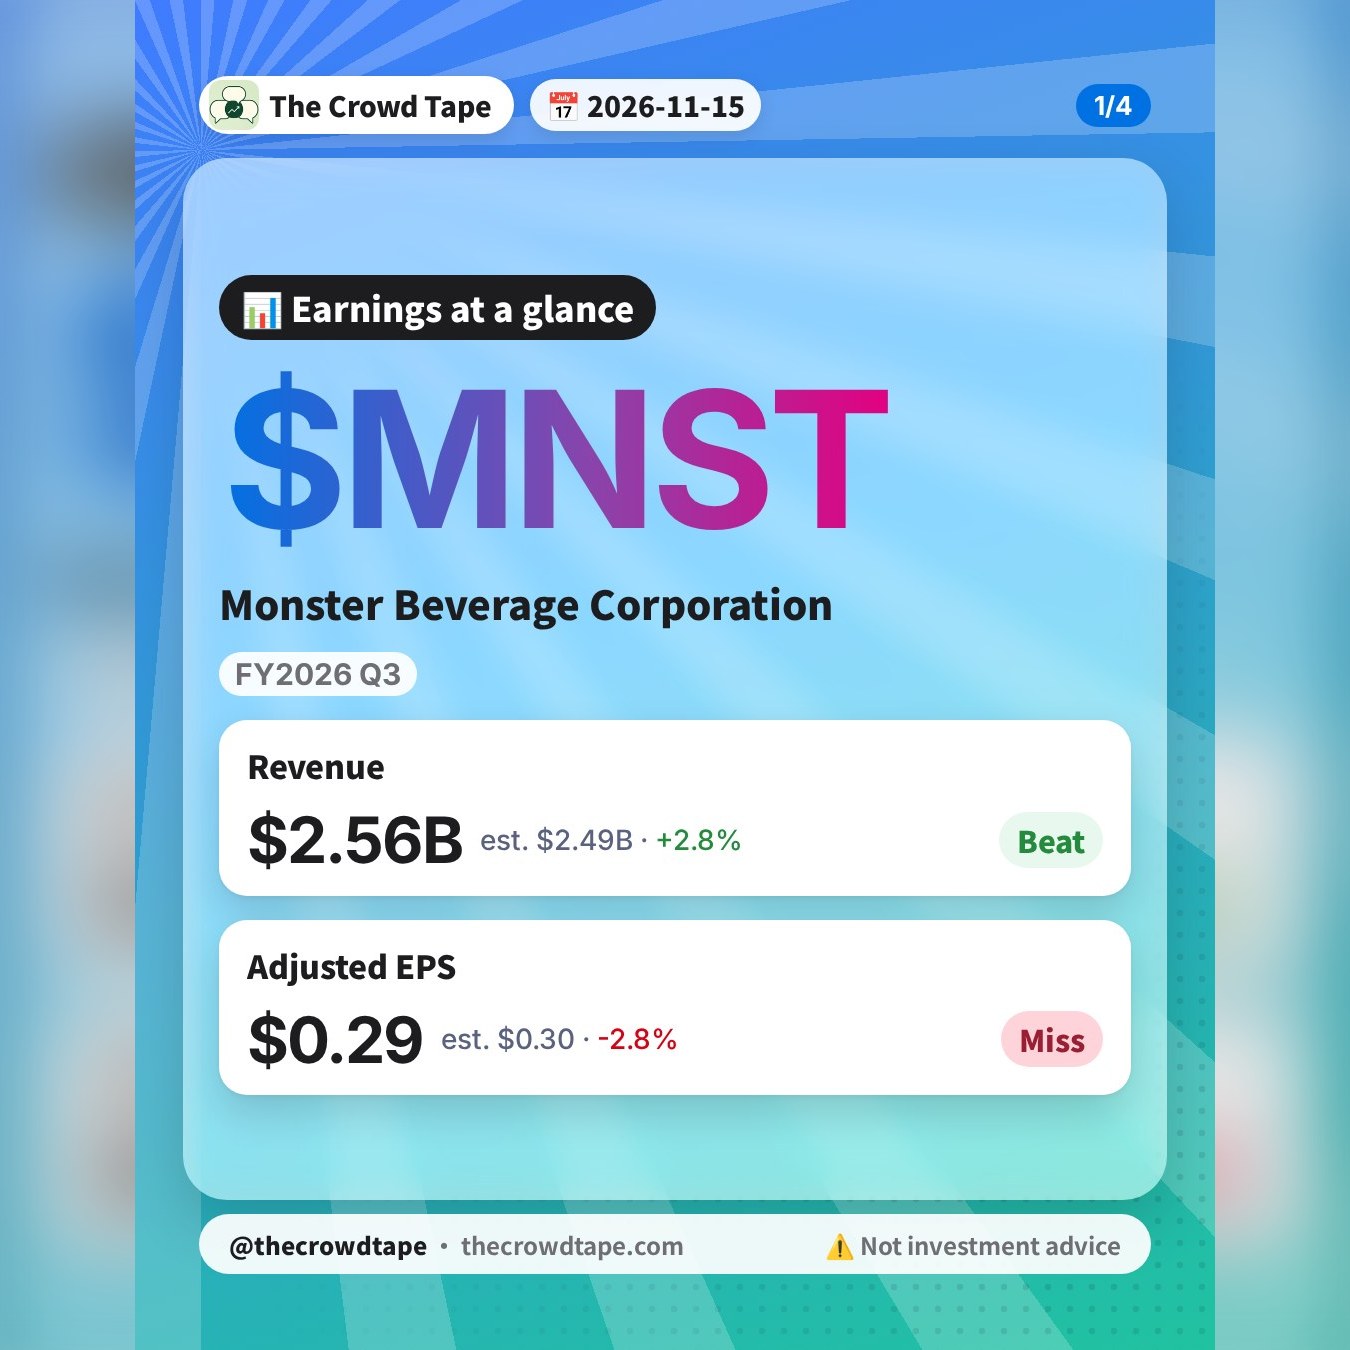 The Crowd Tape
📅 2026-11-15
1/4
📊 Earnings at a glance
$MNST
Monster Beverage Corporation
FY2026 Q3
Revenue
$2.56B est. $2.49B · +2.8%
Beat
Adjusted EPS
$0.29 est. $0.30 · -2.8%
Miss
@thecrowdtape • thecrowdtape.com
⚠️ Not investment advice